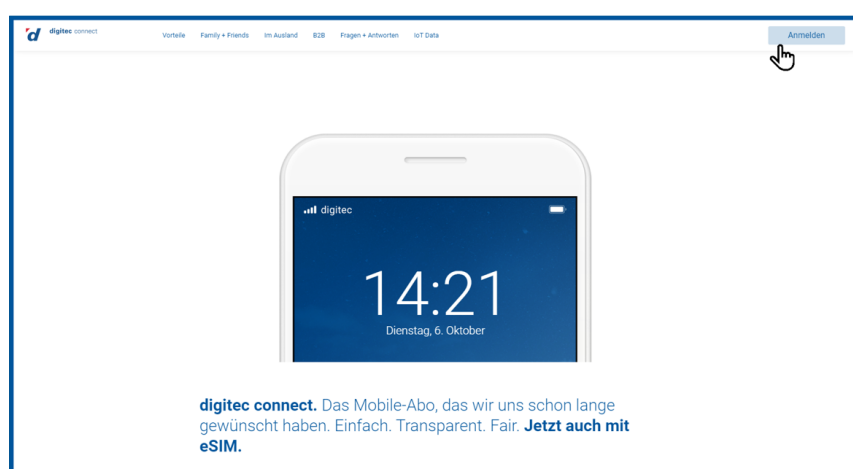 digitec connect
Vorteile Family + Friends Im Ausland B2B Fragen + Antworten IoT Data
Anmelden
digitec
14:21
Dienstag, 6. Oktober
digitec connect. Das Mobile-Abo, das wir uns schon lange
gewünscht haben. Einfach. Transparent. Fair. Jetzt auch mit
eSIM.